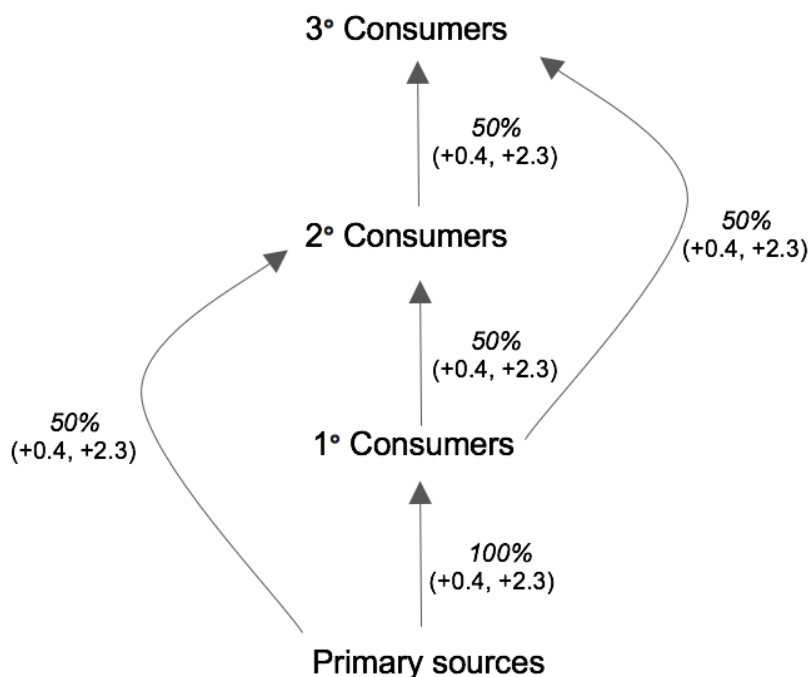 3° Consumers
50%
(+0.4, +2.3)
50%
(+0.4, +2.3)
2° Consumers
50%
(+0.4, +2.3)
50%
(+0.4, +2.3)
1° Consumers
100%
(+0.4, +2.3)
Primary sources